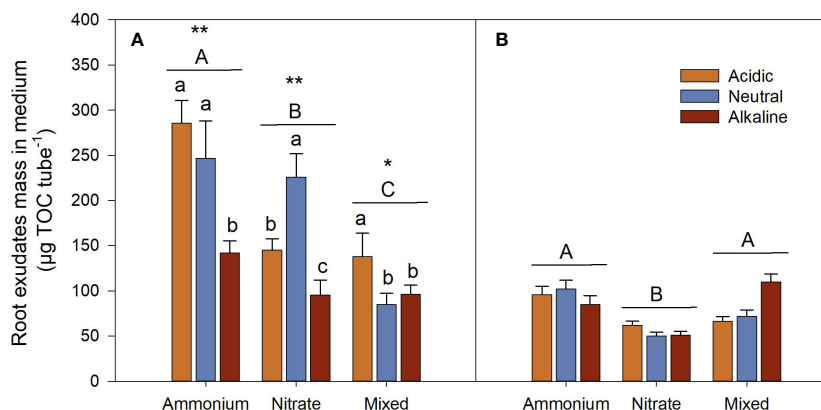 Root exudates mass in medium
(µg TOC tube⁻¹)
400
350
300
250
200
150
100
50
0
A
**
A
a
a
b
**
B
b
a
c
*
C
a
b
b
Ammonium
Nitrate
Mixed
B
Acidic
Neutral
Alkaline
A
B
A
Ammonium
Nitrate
Mixed